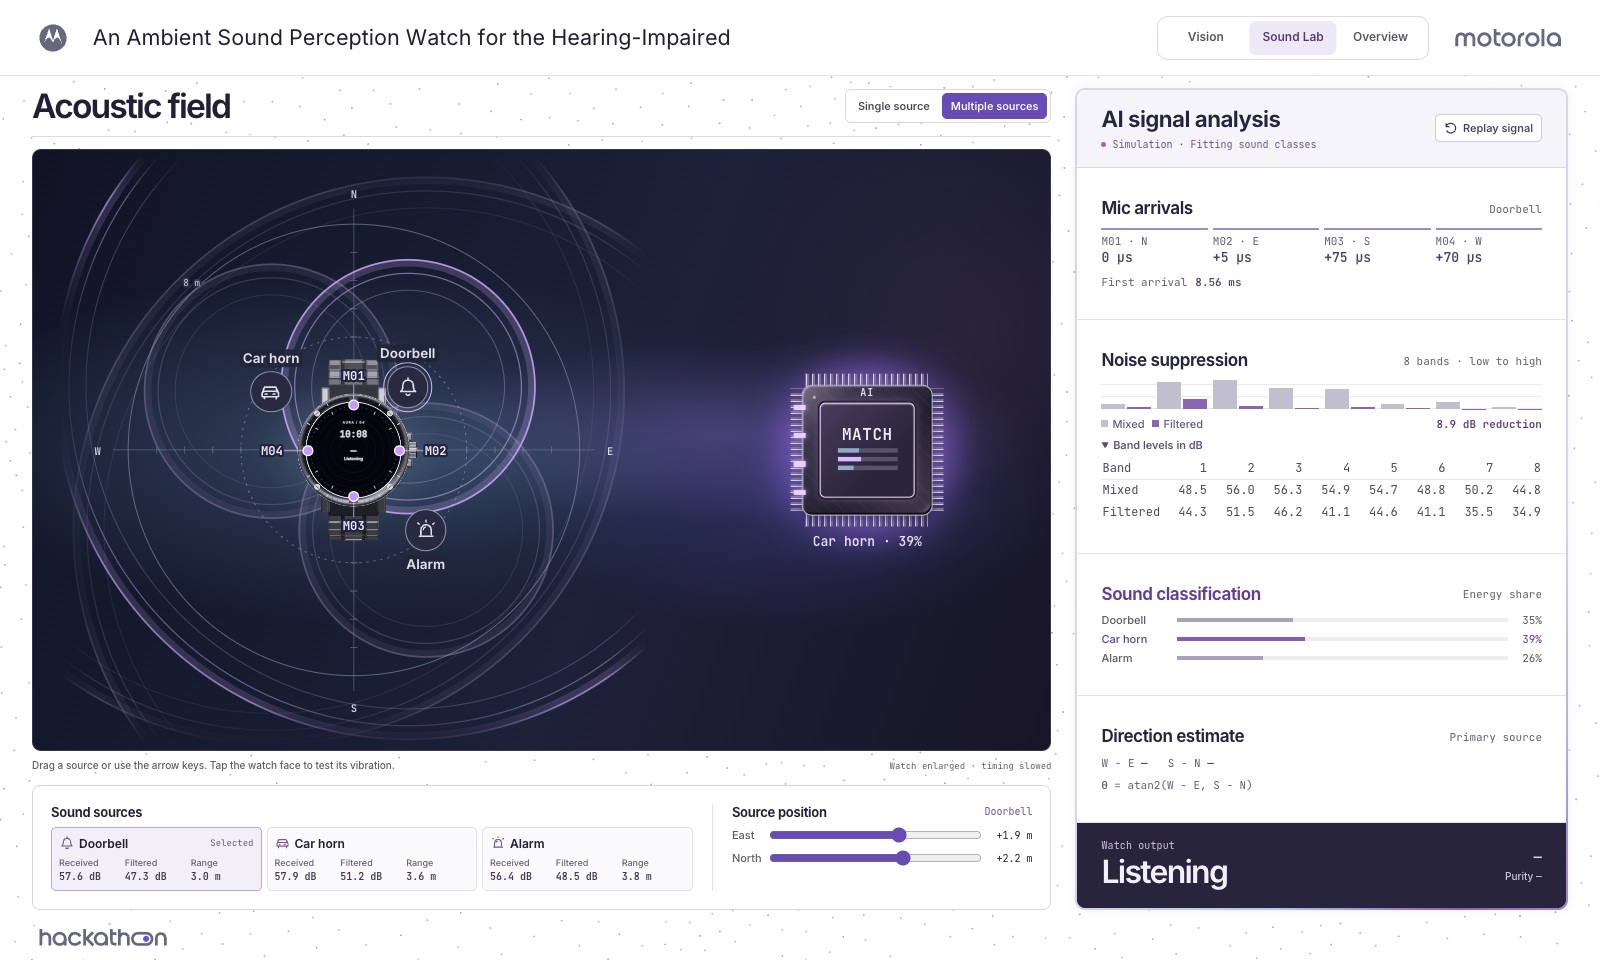 An Ambient Sound Perception Watch for the Hearing-Impaired
Vision Sound Lab Overview
motorola
Acoustic field
Single source Multiple sources
N
8 m
Car horn
Doorbell
M01
10:08
Listening
W
M04
M02
E
M03
Alarm
S
AI
MATCH
Car horn · 39%
Drag a source or use the arrow keys. Tap the watch face to test its vibration.
Watch enlarged · timing slowed
Sound sources
Doorbell Selected
Received Filtered Range
57.6 dB 47.3 dB 3.0 m
Car horn
Received Filtered Range
57.9 dB 51.2 dB 3.6 m
Alarm
Received Filtered Range
56.4 dB 48.5 dB 3.8 m
Source position Doorbell
East +1.9 m
North +2.2 m
AI signal analysis
Simulation · Fitting sound classes
Replay signal
Mic arrivals Doorbell
M01 · N M02 · E M03 · S M04 · W
0 µs +5 µs +75 µs +70 µs
First arrival 8.56 ms
Noise suppression 8 bands · low to high
Mixed Filtered 8.9 dB reduction
▼ Band levels in dB
Band 1 2 3 4 5 6 7 8
Mixed 48.5 56.0 56.3 54.9 54.7 48.8 50.2 44.8
Filtered 44.3 51.5 46.2 41.1 44.6 41.1 35.5 34.9
Sound classification Energy share
Doorbell 35%
Car horn 39%
Alarm 26%
Direction estimate Primary source
W - E — S - N —
θ = atan2(W - E, S - N)
Watch output
Listening
—
Purity —
hackathon